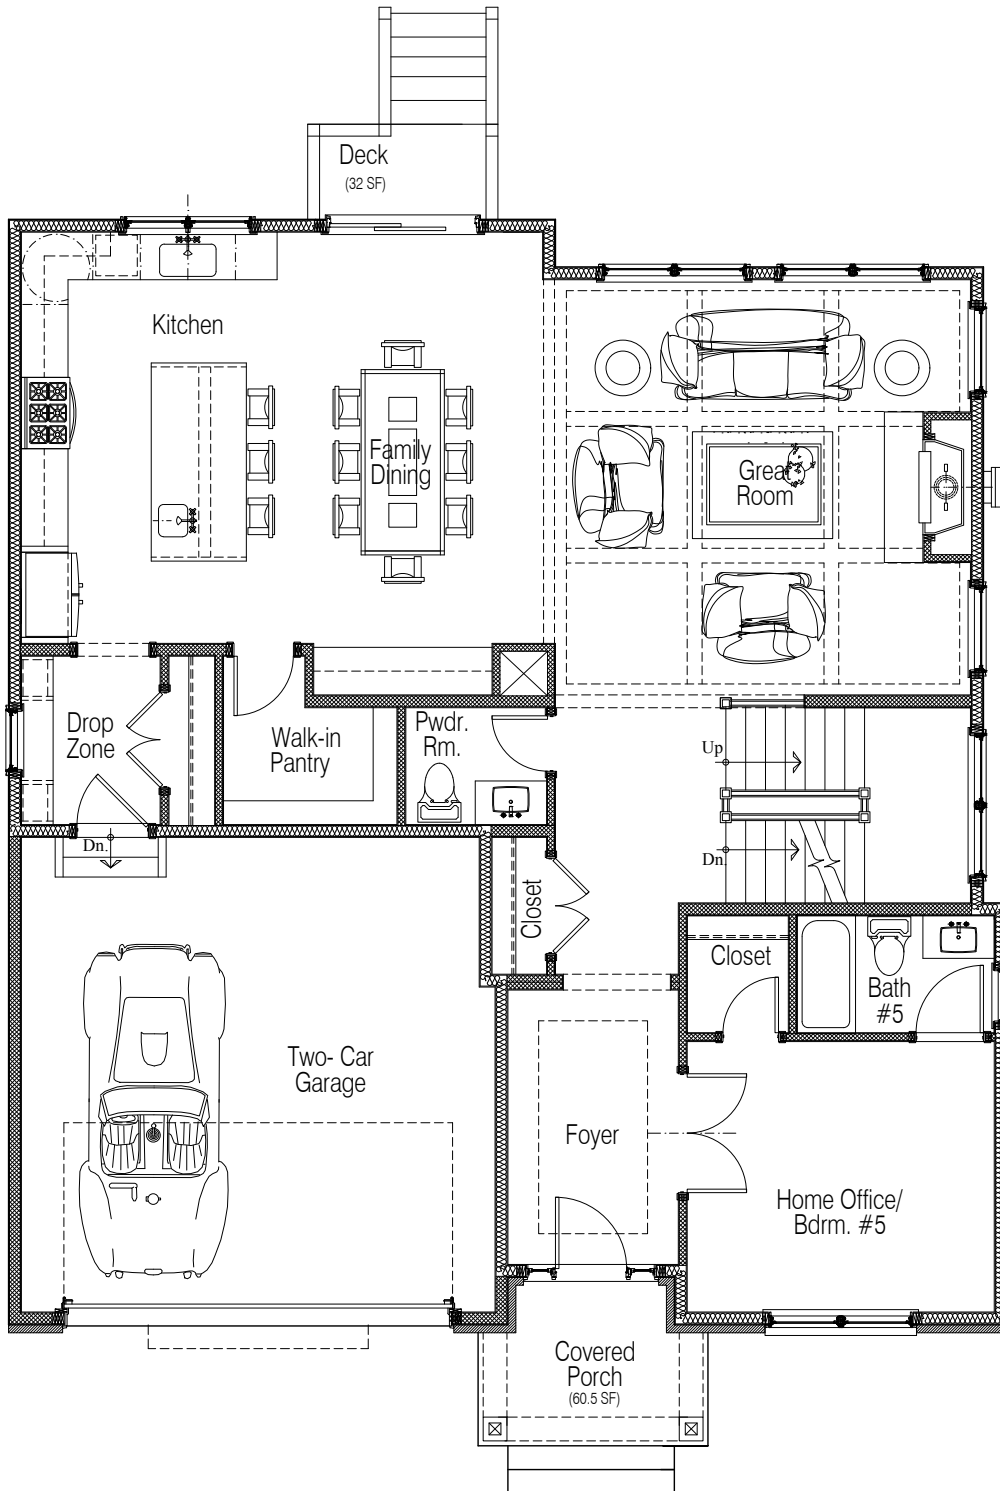 Deck
(32 SF)
Kitchen
Family
Dining
Great
Room
Drop
Zone
Walk-in
Pantry
Pwdr.
Rm.
Up
Dn.
Dn.
Closet
Closet
Bath
#5
Two- Car
Garage
Foyer
Home Office/
Bdrm. #5
Covered
Porch
(60.5 SF)